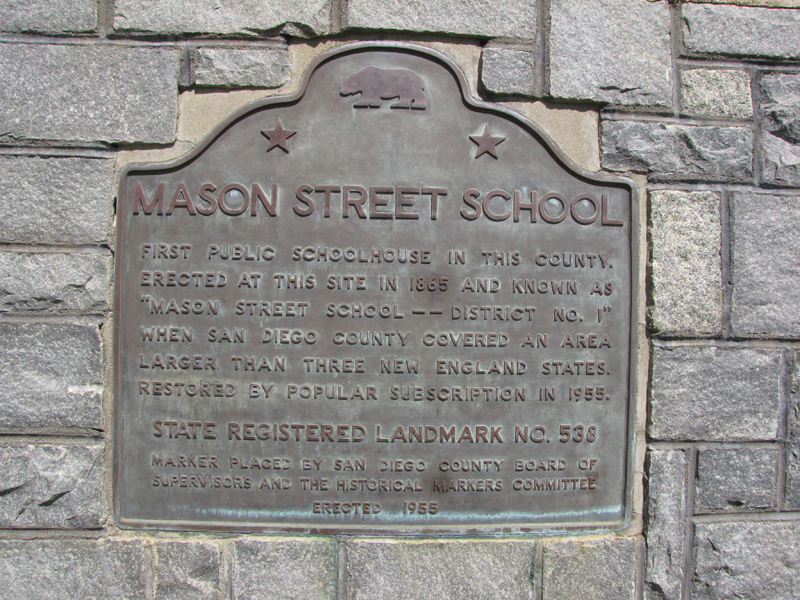 MASON STREET SCHOOL
FIRST PUBLIC SCHOOLHOUSE IN THIS COUNTY.
ERECTED AT THIS SITE IN 1865 AND KNOWN AS
"MASON STREET SCHOOL -- DISTRICT NO. 1"
WHEN SAN DIEGO COUNTY COVERED AN AREA
LARGER THAN THREE NEW ENGLAND STATES.
RESTORED BY POPULAR SUBSCRIPTION IN 1955.
STATE REGISTERED LANDMARK NO. 538
MARKER PLACED BY SAN DIEGO COUNTY BOARD OF
SUPERVISORS AND THE HISTORICAL MARKERS COMMITTEE
ERECTED 1955